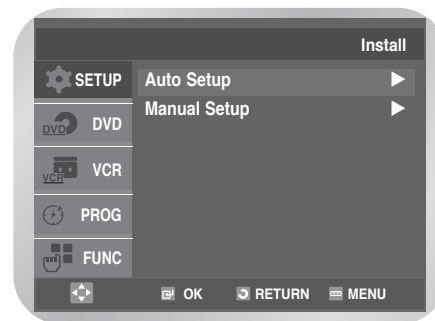 Install
SETUP
Auto Setup
Manual Setup
DVD DVD
VCR VCR
PROG
FUNC
OK RETURN MENU